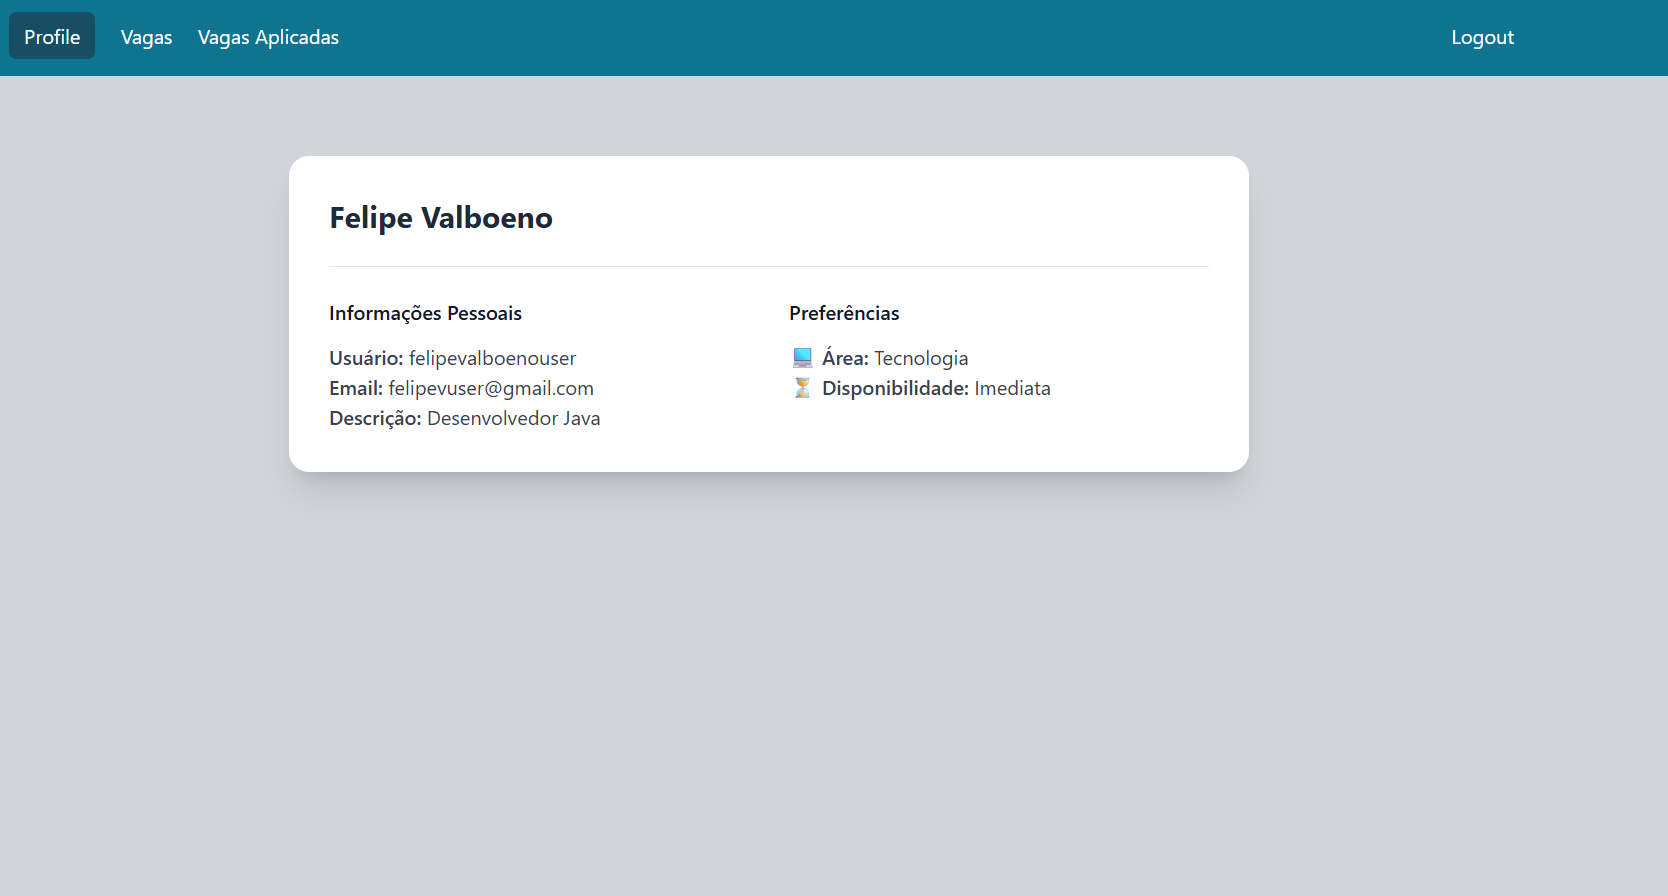 Profile Vagas Vagas Aplicadas Logout
Felipe Valboeno
Informações Pessoais
Usuário: felipevalboenouser
Email: felipevuser@gmail.com
Descrição: Desenvolvedor Java
Preferências
Área: Tecnologia
Disponibilidade: Imediata